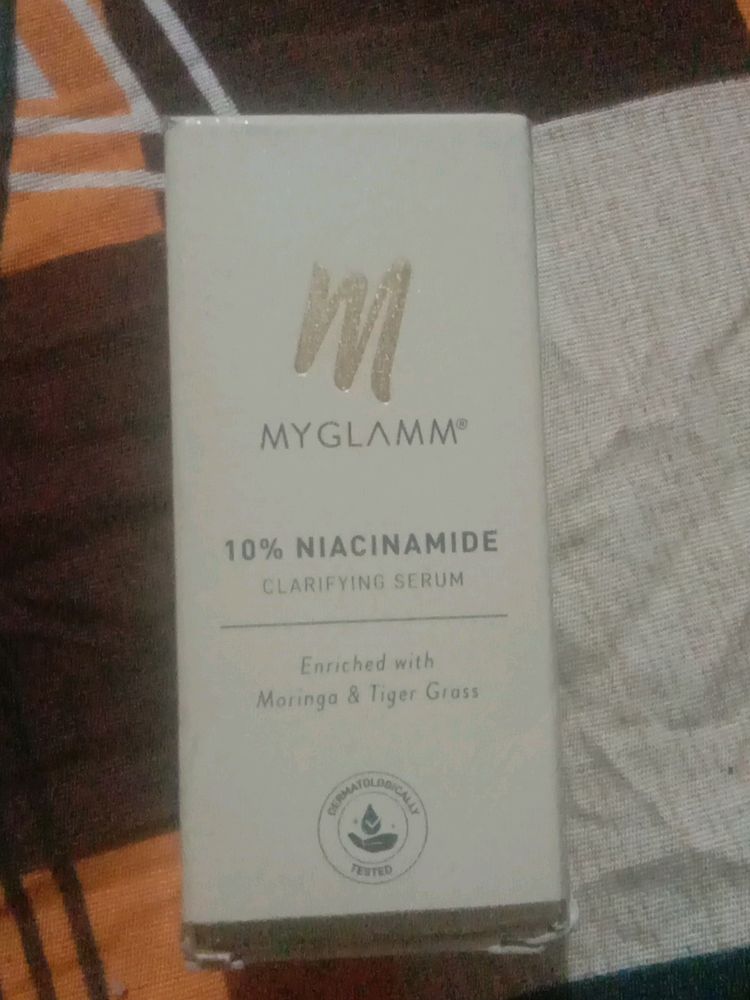 M
MYGLAMM®
10% NIACINAMIDE
CLARIFYING SERUM
Enriched with
Moringa & Tiger Grass
DERMATOLOGICALLY
TESTED